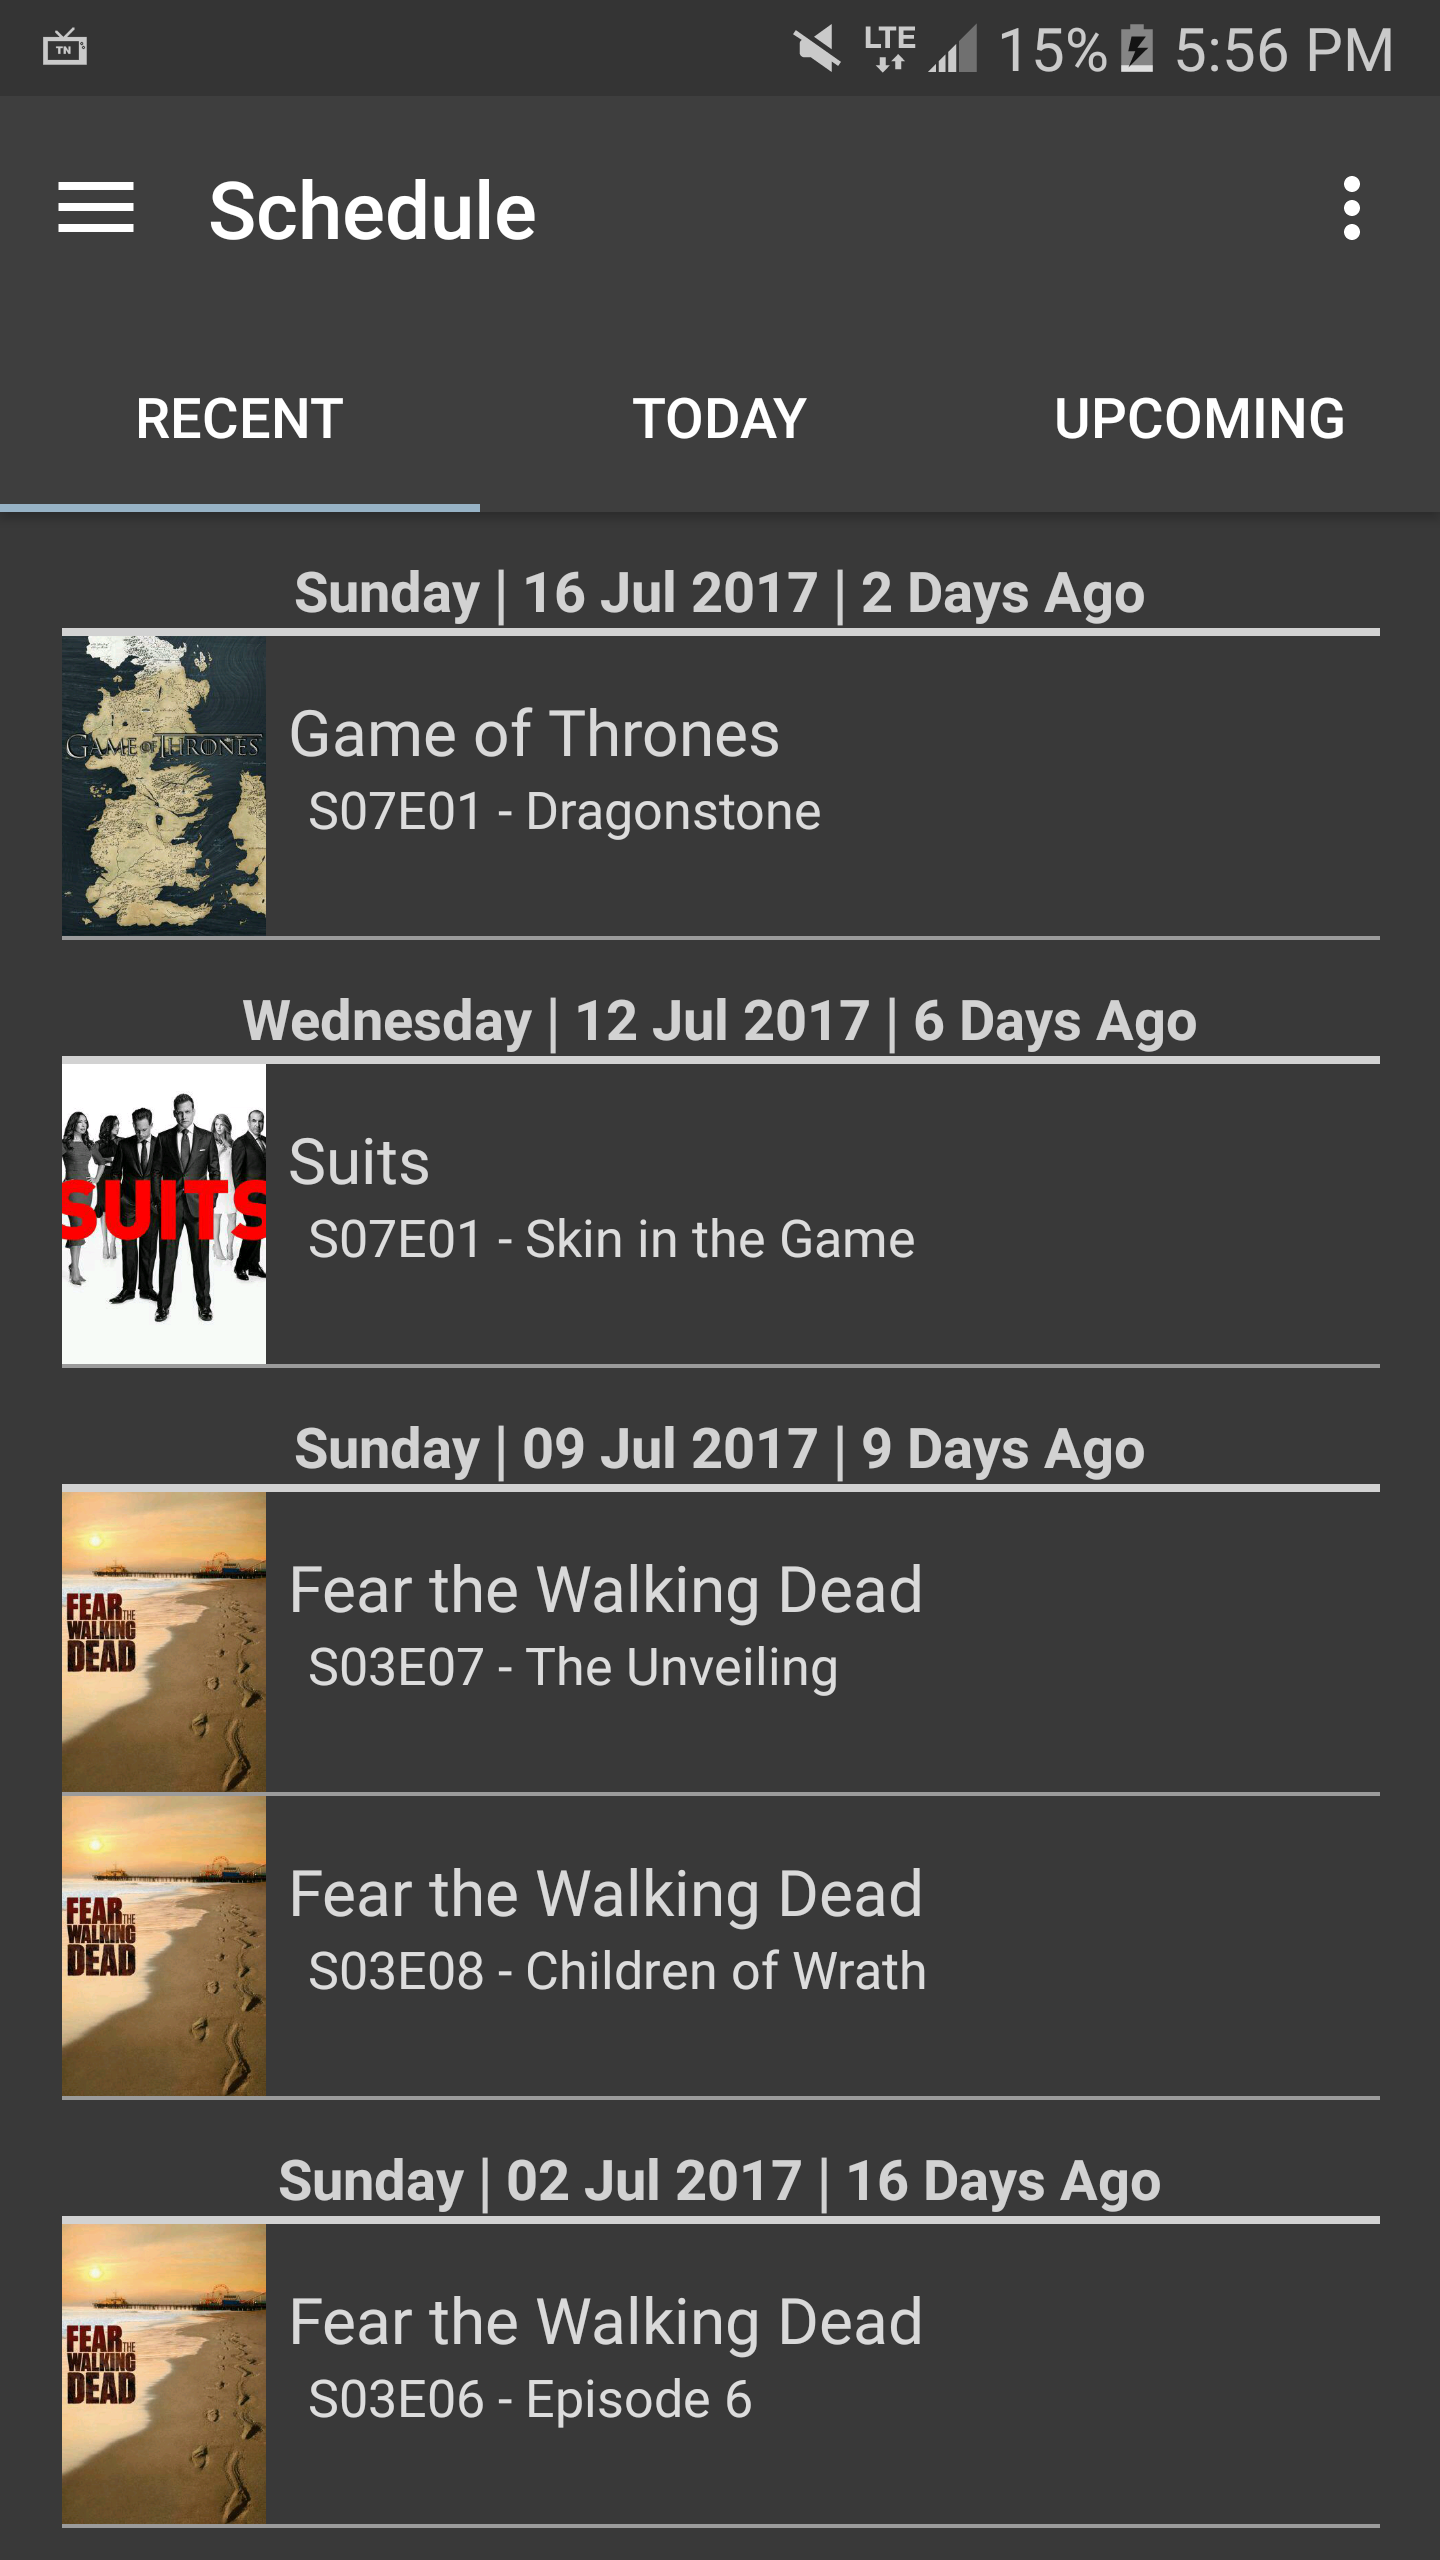 TN LTE 15% 5:56 PM
Schedule
RECENT TODAY UPCOMING
Sunday | 16 Jul 2017 | 2 Days Ago
GAME OF THRONES
Game of Thrones
S07E01 - Dragonstone
Wednesday | 12 Jul 2017 | 6 Days Ago
SUITS
Suits
S07E01 - Skin in the Game
Sunday | 09 Jul 2017 | 9 Days Ago
FEAR THE
WALKING
DEAD
Fear the Walking Dead
S03E07 - The Unveiling
FEAR THE
WALKING
DEAD
Fear the Walking Dead
S03E08 - Children of Wrath
Sunday | 02 Jul 2017 | 16 Days Ago
FEAR THE
WALKING
DEAD
Fear the Walking Dead
S03E06 - Episode 6